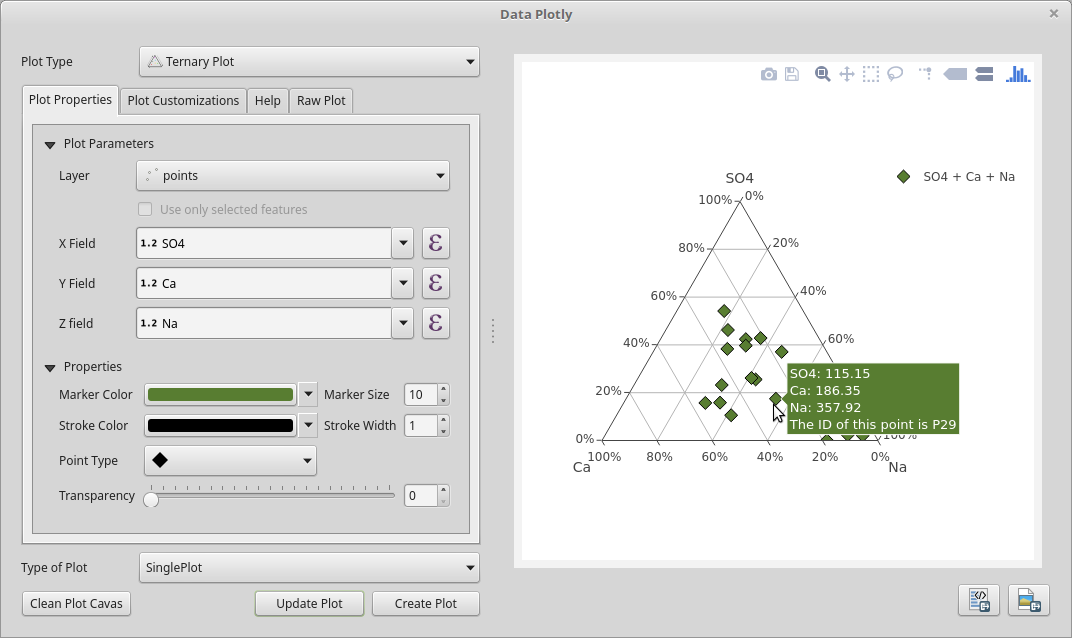 Data Plotly
Plot Type
Ternary Plot
Plot Properties
Plot Customizations
Help
Raw Plot
Plot Parameters
Layer
points
Use only selected features
X Field
1.2 SO4
ε
Y Field
1.2 Ca
ε
Z field
1.2 Na
ε
Properties
Marker Color
Marker Size
10
Stroke Color
Stroke Width
1
Point Type
Transparency
0
Type of Plot
SinglePlot
Clean Plot Cavas
Update Plot
Create Plot
SO4
SO4 + Ca + Na
100%
0%
80%
20%
60%
40%
40%
60%
20%
0%
100%
SO4: 115.15
Ca: 186.35
Na: 357.92
The ID of this point is P29
100%
80%
60%
40%
20%
0%
Ca
Na